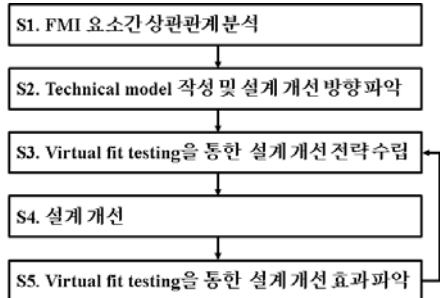 S1. FMI 요소간 상관관계 분석
S2. Technical model 작성 및 설계 개선 방향 파악
S3. Virtual fit testing을 통한 설계 개선 전략 수립
S4. 설계 개선
S5. Virtual fit testing을 통한 설계 개선 효과 파악